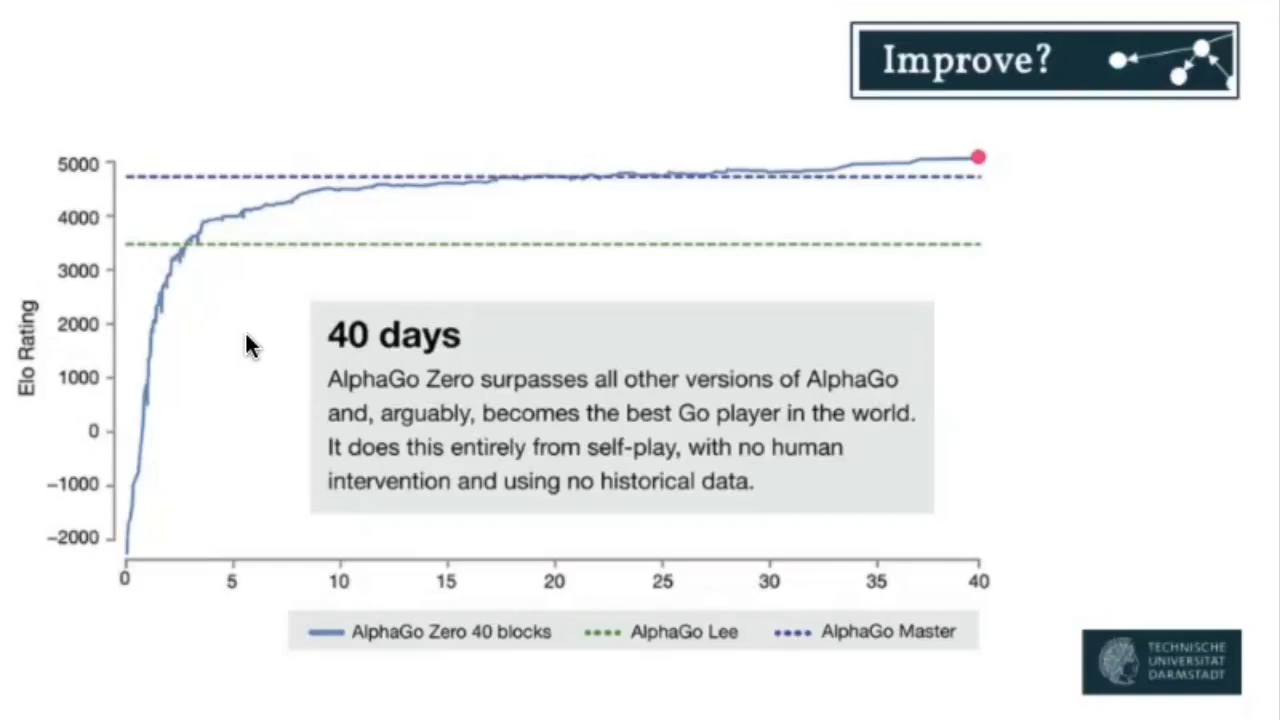 Improve?
5000
4000
3000
2000
1000
0
−1000
−2000
Elo Rating
40 days
AlphaGo Zero surpasses all other versions of AlphaGo
and, arguably, becomes the best Go player in the world.
It does this entirely from self-play, with no human
intervention and using no historical data.
0 5 10 15 20 25 30 35 40
AlphaGo Zero 40 blocks AlphaGo Lee AlphaGo Master
TECHNISCHE
UNIVERSITÄT
DARMSTADT